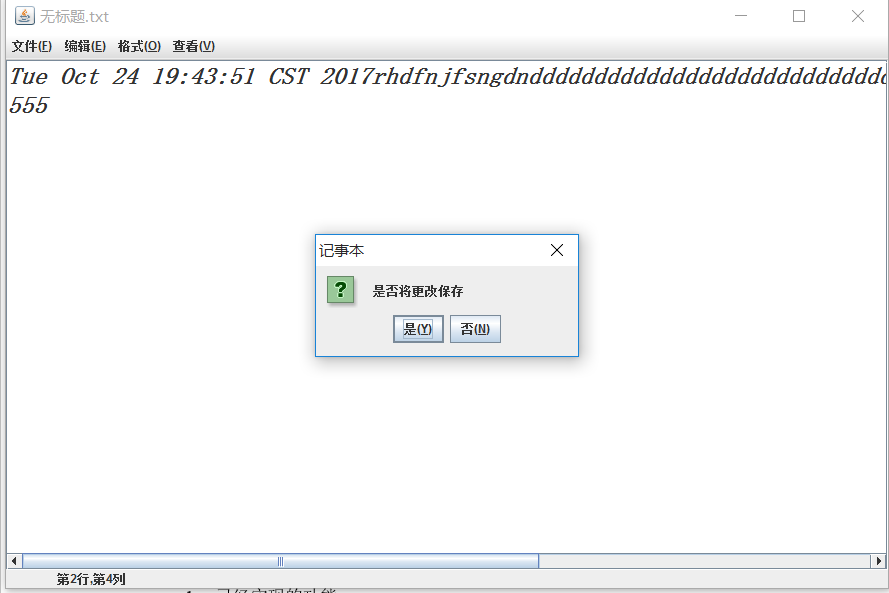 无标题.txt
文件(F) 编辑(E) 格式(O) 查看(V)
Tue Oct 24 19:43:51 CST 2017rhdfnjfsngdnddddddddddddddddddddddddddd
555
记事本
是否将更改保存
是(Y) 否(N)
第2行,第4列